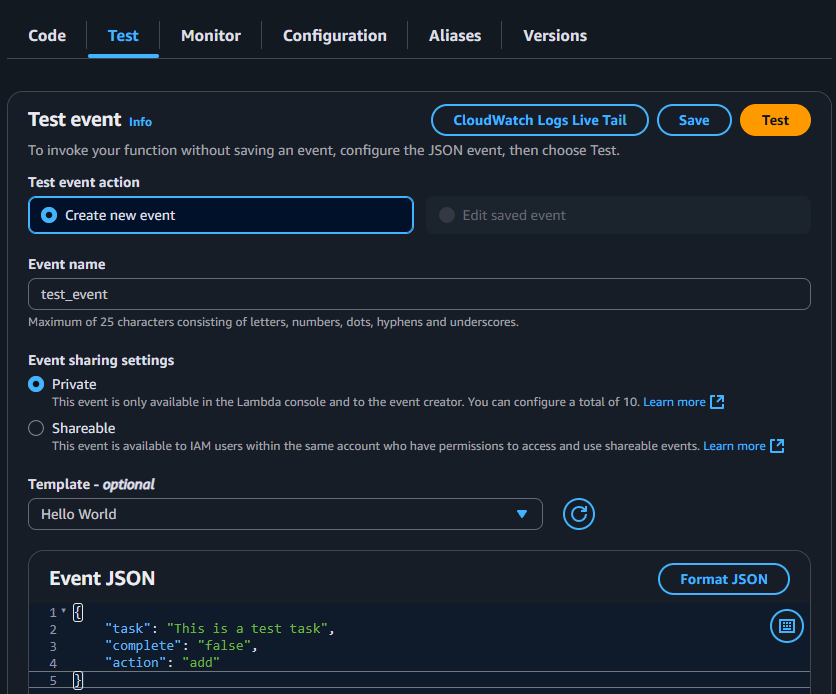 Code Test Monitor Configuration Aliases Versions
Test event Info CloudWatch Logs Live Tail Save Test
To invoke your function without saving an event, configure the JSON event, then choose Test.
Test event action
Create new event Edit saved event
Event name
test_event
Maximum of 25 characters consisting of letters, numbers, dots, hyphens and underscores.
Event sharing settings
Private
This event is only available in the Lambda console and to the event creator. You can configure a total of 10. Learn more
Shareable
This event is available to IAM users within the same account who have permissions to access and use shareable events. Learn more
Template - optional
Hello World
Event JSON Format JSON
1 {
2 "task": "This is a test task",
3 "complete": "false",
4 "action": "add"
5 }